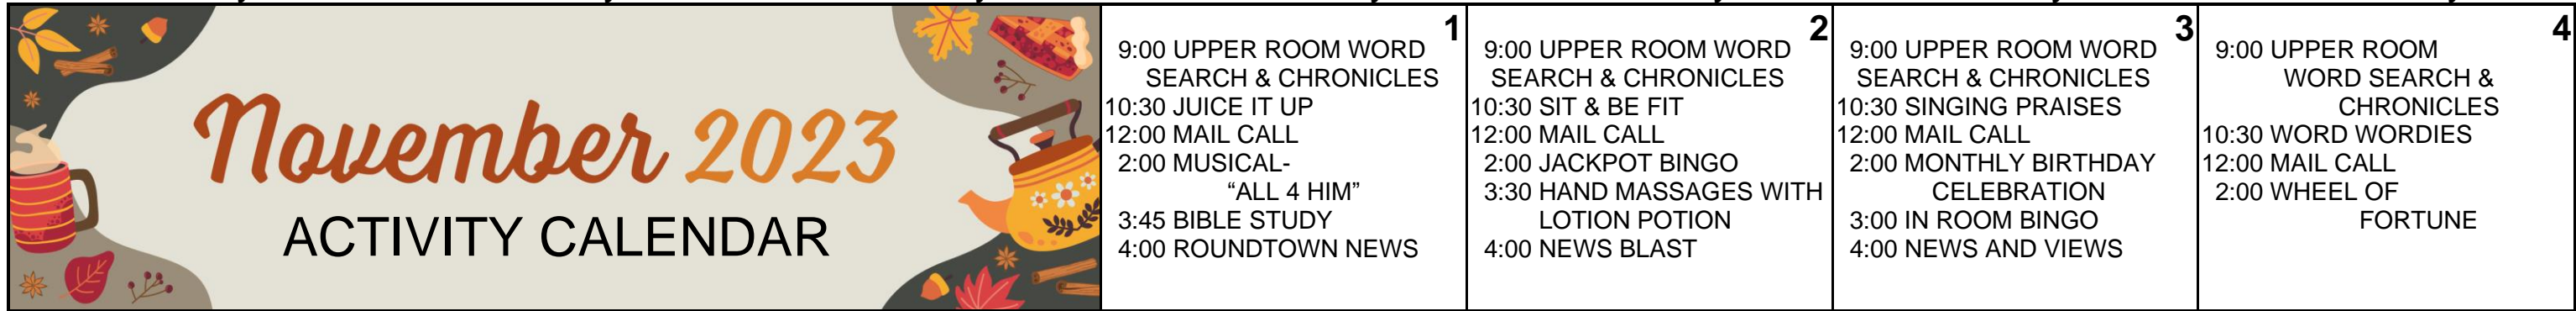 November 2023
ACTIVITY CALENDAR
1
9:00 UPPER ROOM WORD
SEARCH & CHRONICLES
10:30 JUICE IT UP
12:00 MAIL CALL
2:00 MUSICAL-
“ALL 4 HIM”
3:45 BIBLE STUDY
4:00 ROUNDTOWN NEWS
2
9:00 UPPER ROOM WORD
SEARCH & CHRONICLES
10:30 SIT & BE FIT
12:00 MAIL CALL
2:00 JACKPOT BINGO
3:30 HAND MASSAGES WITH
LOTION POTION
4:00 NEWS BLAST
3
9:00 UPPER ROOM WORD
SEARCH & CHRONICLES
10:30 SINGING PRAISES
12:00 MAIL CALL
2:00 MONTHLY BIRTHDAY
CELEBRATION
3:00 IN ROOM BINGO
4:00 NEWS AND VIEWS
4
9:00 UPPER ROOM
WORD SEARCH &
CHRONICLES
10:30 WORD WORDIES
12:00 MAIL CALL
2:00 WHEEL OF
FORTUNE